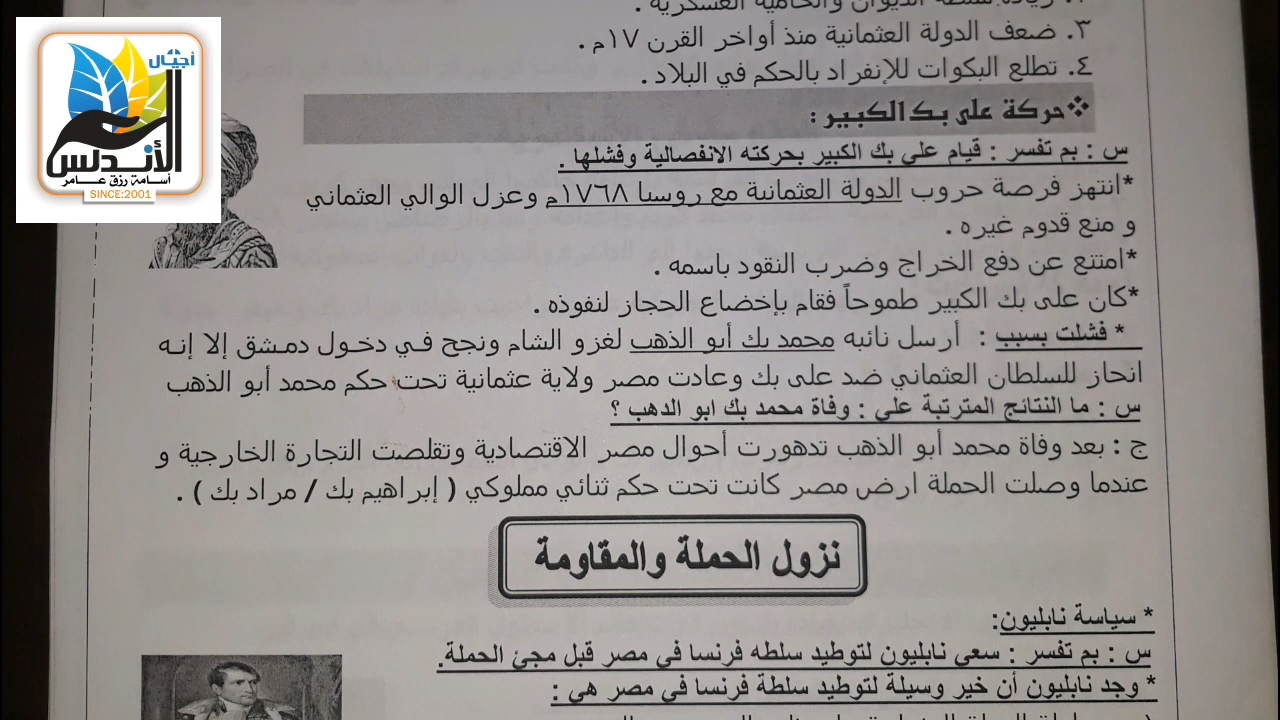 أجيال
الأندلس
أسامة رزق عامر
SINCE:2001
الديوان والحامية العسكرية .
٣. ضعف الدولة العثمانية منذ أواخر القرن ١٧م .
٤. تطلع البكوات للإنفراد بالحكم في البلاد .
❖حركة على بك الكبير :
س : بم تفسر : قيام على بك الكبير بحركته الانفصالية وفشلها .
*انتهز فرصة حروب الدولة العثمانية مع روسيا ١٧٦٨م وعزل الوالي العثماني
و منع قدوم غيره .
*امتنع عن دفع الخراج وضرب النقود باسمه .
*كان على بك الكبير طموحاً فقام بإخضاع الحجاز لنفوذه .
* فشلت بسبب : أرسل نائبه محمد بك أبو الذهب لغزو الشام ونجح في دخول دمشق إلا إنه
انحاز للسلطان العثماني ضد على بك وعادت مصر ولاية عثمانية تحت حكم محمد أبو الذهب
س : ما النتائج المترتبة على : وفاة محمد بك ابو الدهب ؟
ج : بعد وفاة محمد أبو الذهب تدهورت أحوال مصر الاقتصادية وتقلصت التجارة الخارجية و
عندما وصلت الحملة ارض مصر كانت تحت حكم ثنائي مملوكي ( إبراهيم بك / مراد بك ) .
نزول الحملة والمقاومة
* سياسة نابليون:
س : بم تفسر : سعى نابليون لتوطيد سلطه فرنسا في مصر قبل مجئ الحملة.
* وجد نابليون أن خير وسيلة لتوطيد سلطة فرنسا في مصر هي :